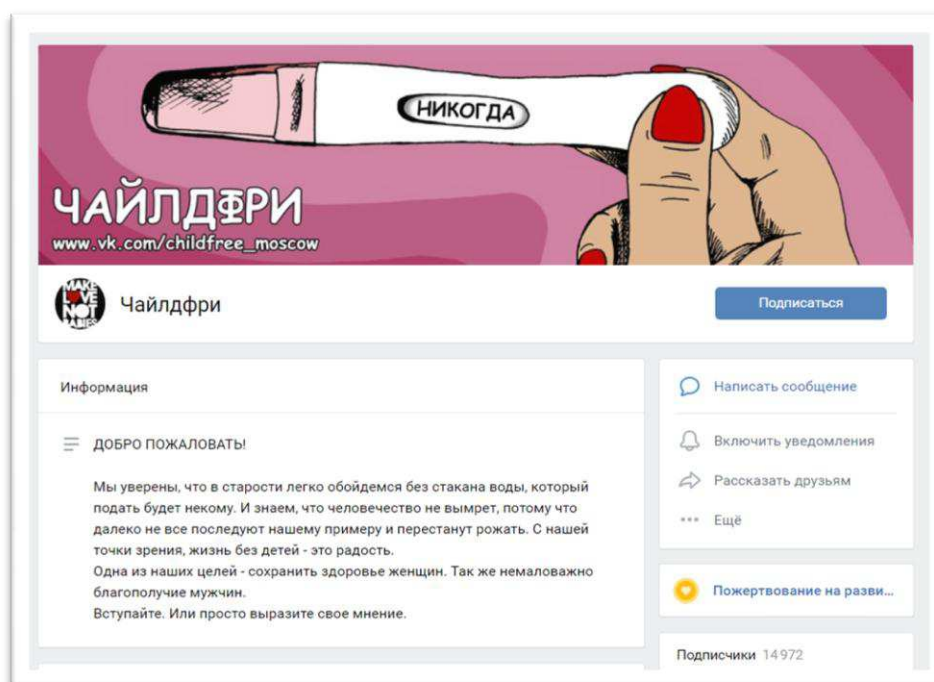 НИКОГДА
ЧАЙЛДФРИ
www.vk.com/childfree_moscow
MAKE
LOVE
NOT
BABIES
Чайлдфри
Подписаться
Информация
ДОБРО ПОЖАЛОВАТЬ!
Мы уверены, что в старости легко обойдемся без стакана воды, который
подать будет некому. И знаем, что человечество не вымрет, потому что
далеко не все последуют нашему примеру и перестанут рожать. С нашей
точки зрения, жизнь без детей - это радость.
Одна из наших целей - сохранить здоровье женщин. Так же немаловажно
благополучие мужчин.
Вступайте. Или просто выразите свое мнение.
Написать сообщение
Включить уведомления
Рассказать друзьям
Ещё
Пожертвование на разви...
Подписчики 14972